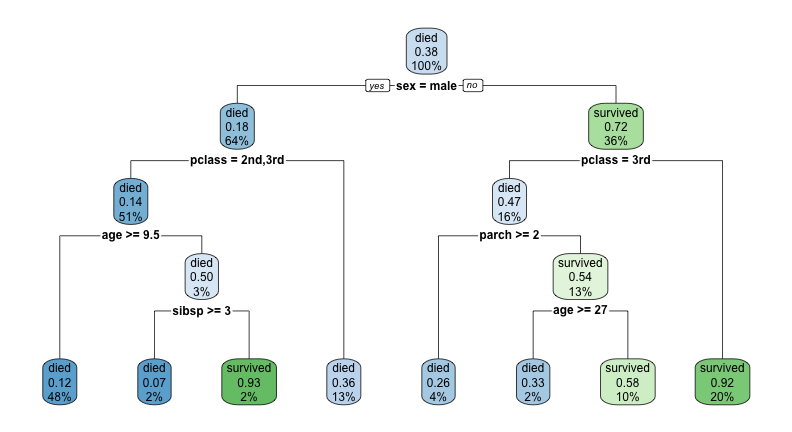 died
0.38
100%
yes sex = male no
died
0.18
64%
survived
0.72
36%
pclass = 2nd,3rd
pclass = 3rd
died
0.14
51%
died
0.47
16%
age >= 9.5
parch >= 2
died
0.50
3%
survived
0.54
13%
sibsp >= 3
age >= 27
died
0.12
48%
died
0.07
2%
survived
0.93
2%
died
0.36
13%
died
0.26
4%
died
0.33
2%
survived
0.58
10%
survived
0.92
20%